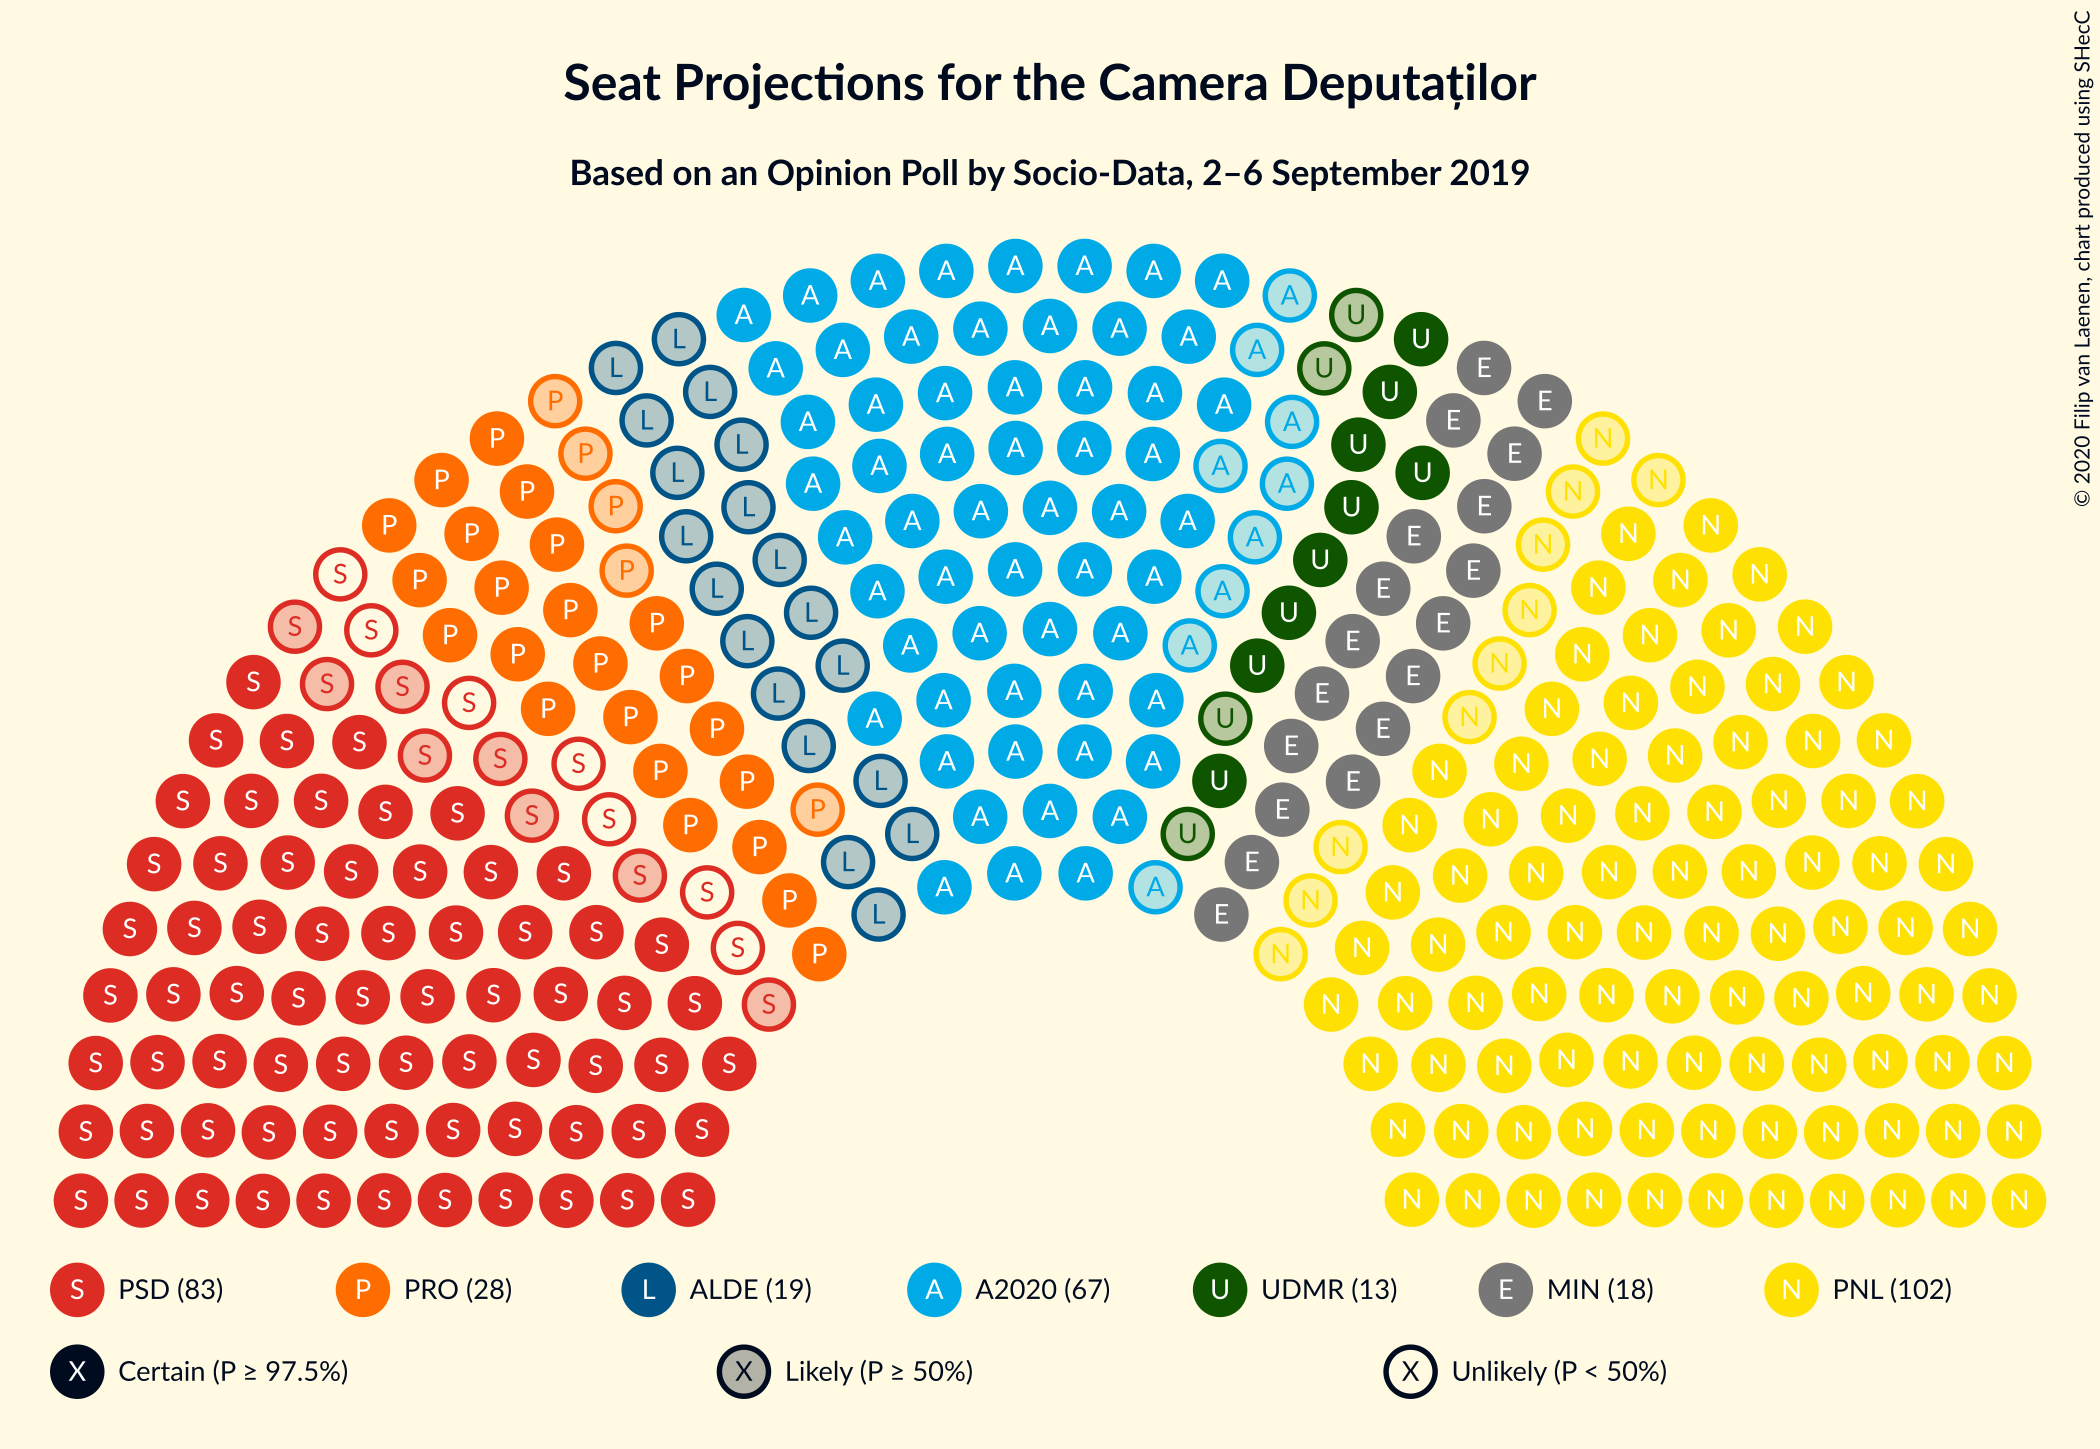 Seat Projections for the Camera Deputaților
Based on an Opinion Poll by Socio-Data, 2–6 September 2019
© 2020 Filip van Laenen, chart produced using SHecC
S PSD (83) P PRO (28) L ALDE (19) A A2020 (67) U UDMR (13) E MIN (18) N PNL (102)
X Certain (P ≥ 97.5%) X Likely (P ≥ 50%) X Unlikely (P < 50%)